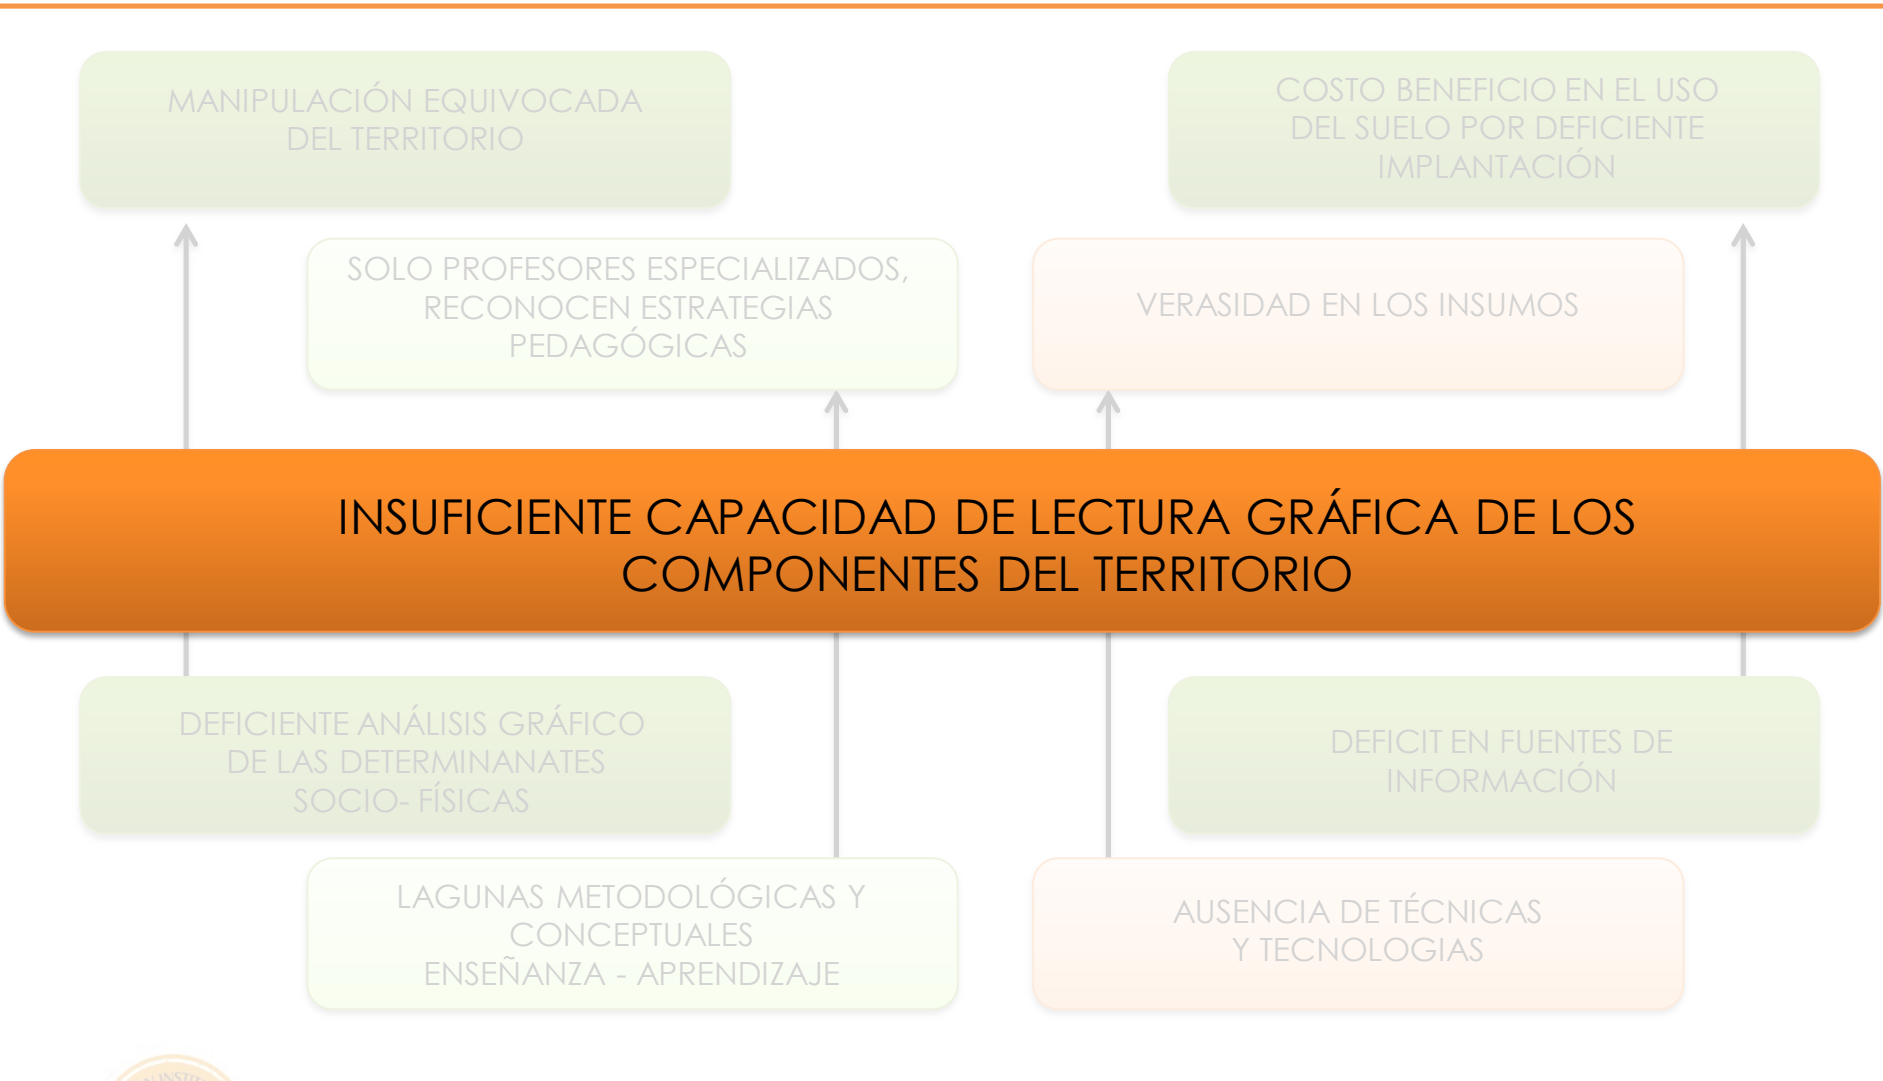 MANIPULACIÓN EQUIVOCADA
DEL TERRITORIO
COSTO BENEFICIO EN EL USO
DEL SUELO POR DEFICIENTE
IMPLANTACIÓN
SOLO PROFESORES ESPECIALIZADOS,
RECONOCEN ESTRATEGIAS
PEDAGÓGICAS
VERASIDAD EN LOS INSUMOS
INSUFICIENTE CAPACIDAD DE LECTURA GRÁFICA DE LOS
COMPONENTES DEL TERRITORIO
DEFICIENTE ANÁLISIS GRÁFICO
DE LAS DETERMINANATES
SOCIO- FÍSICAS
DEFICIT EN FUENTES DE
INFORMACIÓN
LAGUNAS METODOLÓGICAS Y
CONCEPTUALES
ENSEÑANZA - APRENDIZAJE
AUSENCIA DE TÉCNICAS
Y TECNOLOGIAS